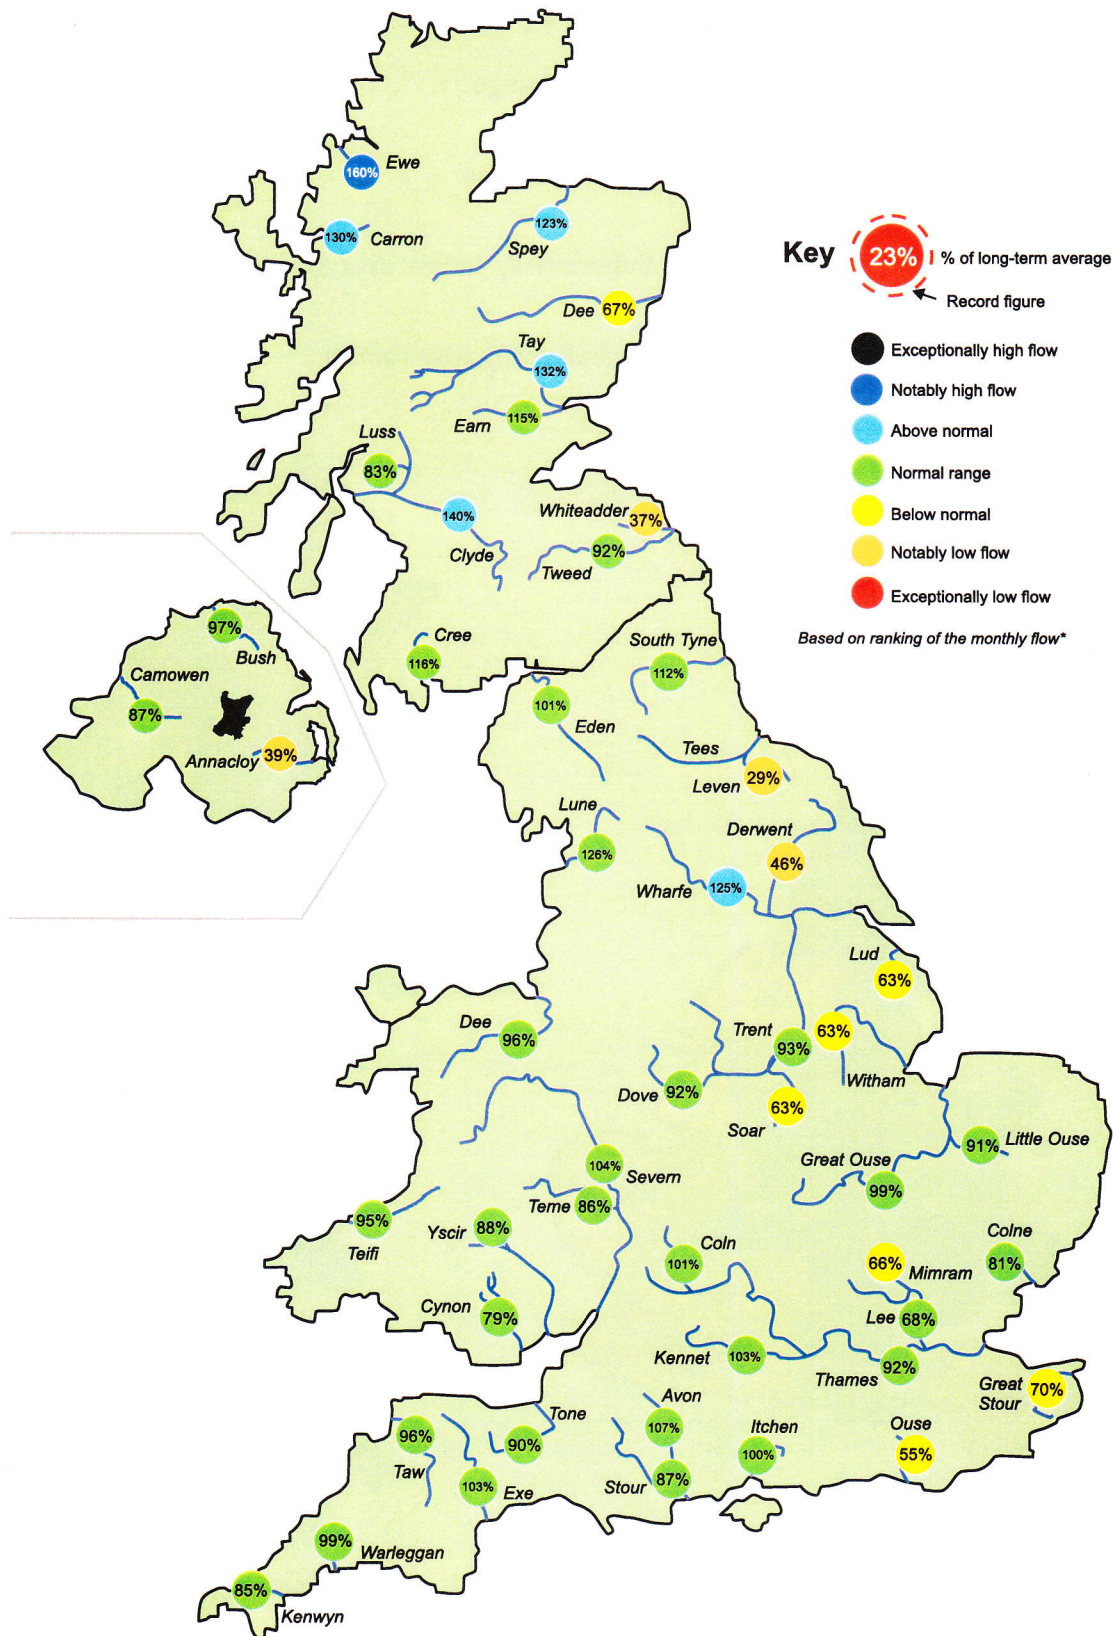 Ewe
160%
130%
Carron
123%
Spey
Dee
67%
Tay
132%
Earn
115%
Luss
83%
140%
Clyde
Whiteadder
37%
92%
Tweed
Cree
116%
97%
Bush
Camowen
87%
Annacloy
39%
Key
23%
% of long-term average
Record figure
Exceptionally high flow
Notably high flow
Above normal
Normal range
Below normal
Notably low flow
Exceptionally low flow
Based on ranking of the monthly flow*
South Tyne
112%
101%
Eden
Tees
Leven
29%
Lune
126%
Derwent
46%
Wharfe
125%
Lud
63%
Dee
96%
Trent
93%
63%
Witham
Dove
92%
63%
Soar
91%
Little Ouse
Great Ouse
99%
104%
Severn
Teme
86%
95%
Teifi
Yscir
88%
Cynon
79%
Coln
101%
66%
Mimram
Colne
81%
Lee
68%
Kennet
103%
Thames
92%
Great
Stour
70%
Avon
107%
Itchen
100%
Ouse
55%
Tone
90%
96%
Taw
103%
Exe
Stour
87%
99%
Warleggan
85%
Kenwyn